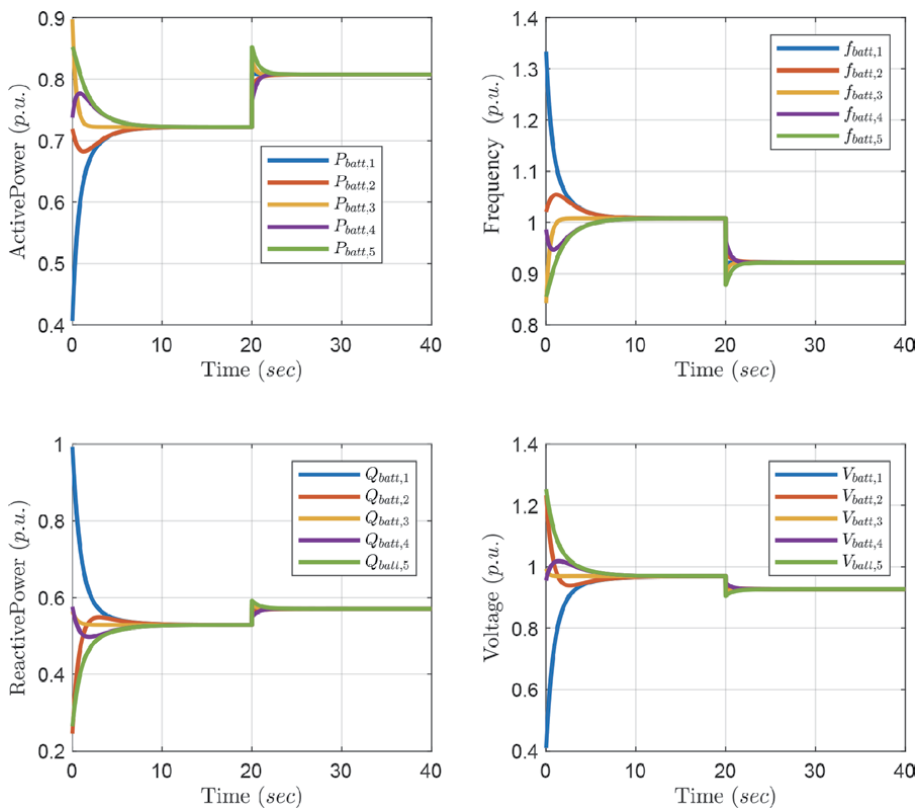 0.9
0.8
0.7
0.6
0.5
0.4
ActivePower (p.u.)
P_batt,1
P_batt,2
P_batt,3
P_batt,4
P_batt,5
0 10 20 30 40
Time (sec)
1.4
1.3
1.2
1.1
1
0.9
0.8
Frequency (p.u.)
f_batt,1
f_batt,2
f_batt,3
f_batt,4
f_batt,5
0 10 20 30 40
Time (sec)
1
0.8
0.6
0.4
0.2
ReactivePower (p.u.)
Q_batt,1
Q_batt,2
Q_batt,3
Q_batt,4
Q_batt,5
0 10 20 30 40
Time (sec)
1.4
1.2
1
0.8
0.6
0.4
Voltage (p.u.)
V_batt,1
V_batt,2
V_batt,3
V_batt,4
V_batt,5
0 10 20 30 40
Time (sec)